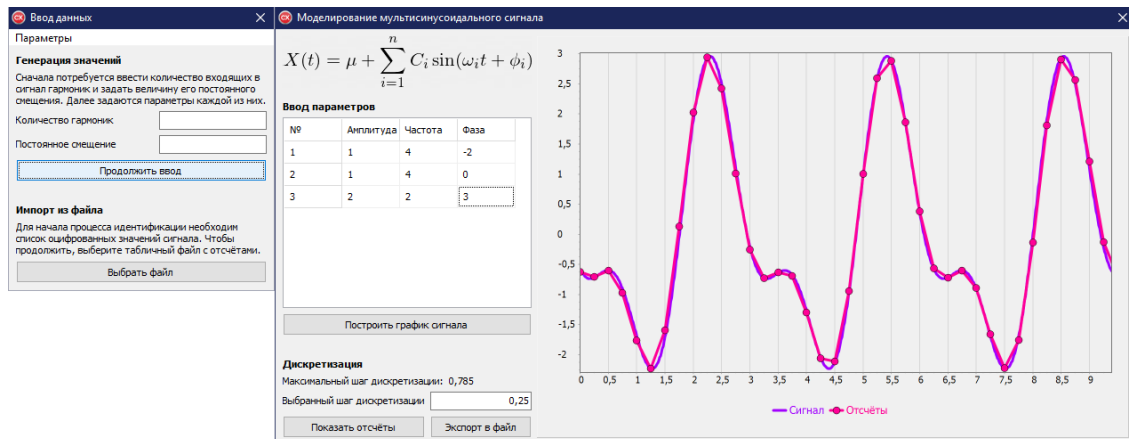 Ввод данных
Параметры
Генерация значений
Сначала потребуется ввести количество входящих в
сигнал гармоник и задать величину его постоянного
смещения. Далее задаются параметры каждой из них.
Количество гармоник
Постоянное смещение
Продолжить ввод
Импорт из файла
Для начала процесса идентификации необходим
список оцифрованных значений сигнала. Чтобы
продолжить, выберите табличный файл с отсчётами.
Выбрать файл
Моделирование мультисинусоидального сигнала
X(t) = μ + ∑ⁿᵢ₌₁ Cᵢ sin(ωᵢt + ϕᵢ)
Ввод параметров
№ Амплитуда Частота Фаза
1 1 4 -2
2 1 4 0
3 2 2 3
Построить график сигнала
Дискретизация
Максимальный шаг дискретизации: 0,785
Выбранный шаг дискретизации 0,25
Показать отсчёты Экспорт в файл
3
2,5
2
1,5
1
0,5
0
-0,5
-1
-1,5
-2
0 0,5 1 1,5 2 2,5 3 3,5 4 4,5 5 5,5 6 6,5 7 7,5 8 8,5 9
Сигнал Отсчёты